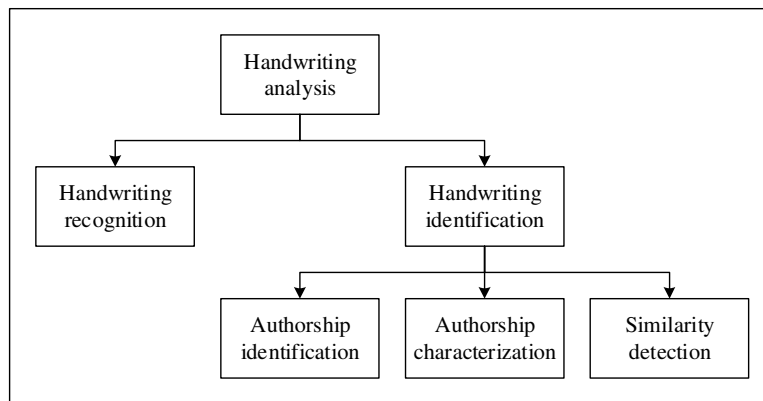 Handwriting
analysis
Handwriting
recognition
Handwriting
identification
Authorship
identification
Authorship
characterization
Similarity
detection